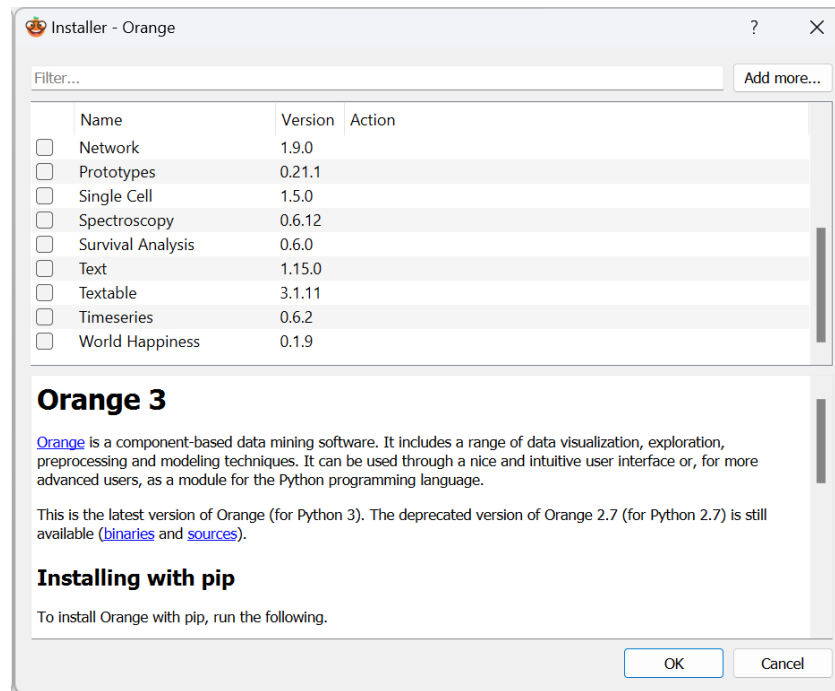 Installer - Orange ?
Filter... Add more...
Name Version Action
Network 1.9.0
Prototypes 0.21.1
Single Cell 1.5.0
Spectroscopy 0.6.12
Survival Analysis 0.6.0
Text 1.15.0
Textable 3.1.11
Timeseries 0.6.2
World Happiness 0.1.9
Orange 3
Orange is a component-based data mining software. It includes a range of data visualization, exploration,
preprocessing and modeling techniques. It can be used through a nice and intuitive user interface or, for more
advanced users, as a module for the Python programming language.
This is the latest version of Orange (for Python 3). The deprecated version of Orange 2.7 (for Python 2.7) is still
available (binaries and sources).
Installing with pip
To install Orange with pip, run the following.
OK Cancel